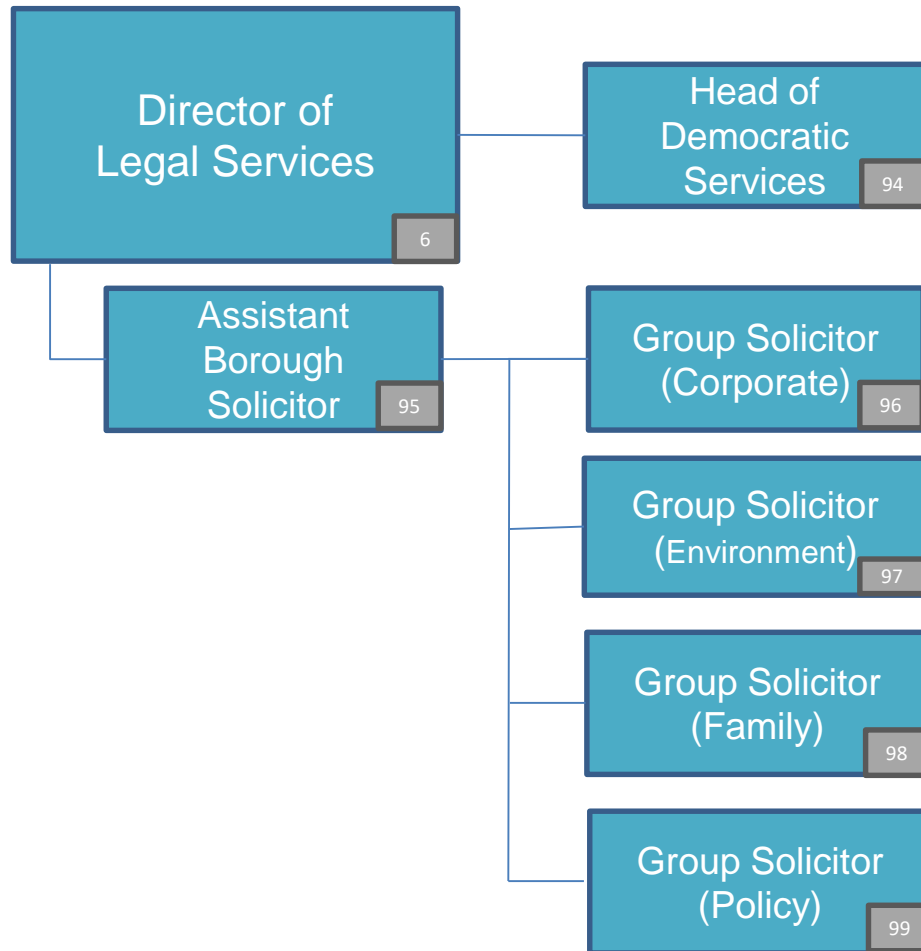 Director of
Legal Services
6
Head of
Democratic
Services
94
Assistant
Borough
Solicitor
95
Group Solicitor
(Corporate)
96
Group Solicitor
(Environment)
97
Group Solicitor
(Family)
98
Group Solicitor
(Policy)
99